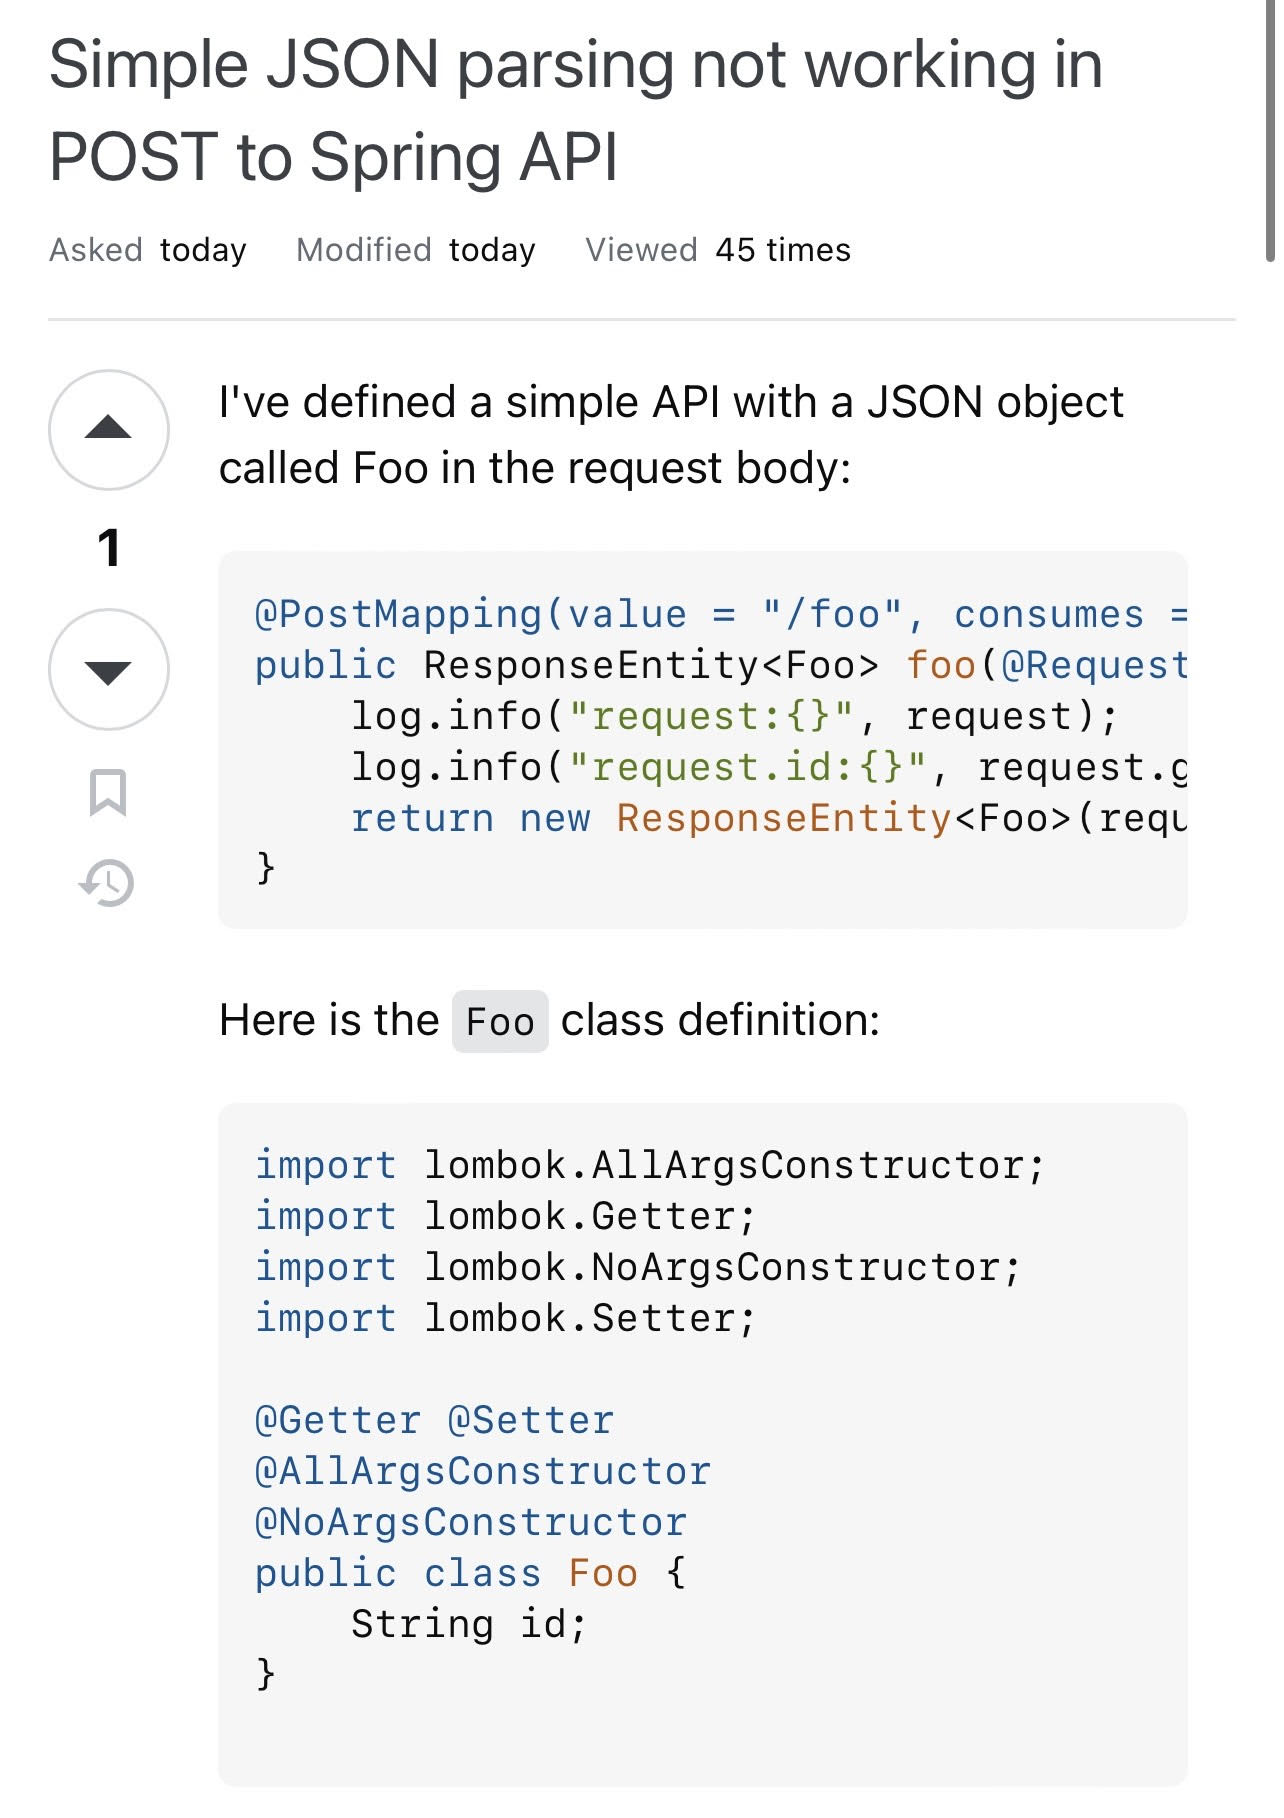 Simple JSON parsing not working in
POST to Spring API
Asked today Modified today Viewed 45 times
I've defined a simple API with a JSON object
called Foo in the request body:
1
@PostMapping(value = "/foo", consumes =
public ResponseEntity<Foo> foo(@Request
    log.info("request:{}", request);
    log.info("request.id:{}", request.g
    return new ResponseEntity<Foo>(requ
}
Here is the Foo class definition:
import lombok.AllArgsConstructor;
import lombok.Getter;
import lombok.NoArgsConstructor;
import lombok.Setter;
@Getter @Setter
@AllArgsConstructor
@NoArgsConstructor
public class Foo {
    String id;
}